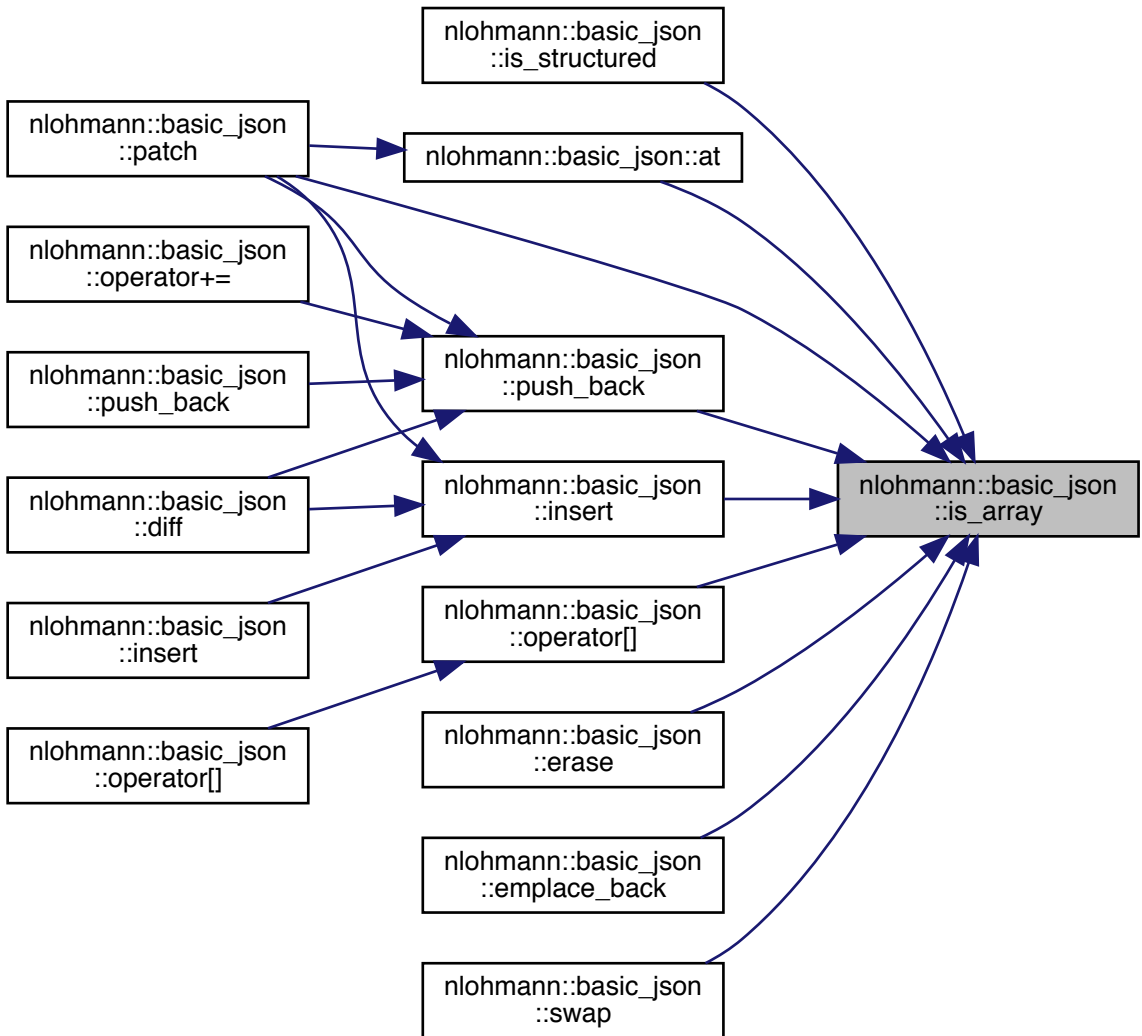 nlohmann::basic_json
::is_structured
nlohmann::basic_json
::patch
nlohmann::basic_json::at
nlohmann::basic_json
::operator+=
nlohmann::basic_json
::push_back
nlohmann::basic_json
::push_back
nlohmann::basic_json
::diff
nlohmann::basic_json
::insert
nlohmann::basic_json
::is_array
nlohmann::basic_json
::insert
nlohmann::basic_json
::operator[]
nlohmann::basic_json
::operator[]
nlohmann::basic_json
::erase
nlohmann::basic_json
::emplace_back
nlohmann::basic_json
::swap